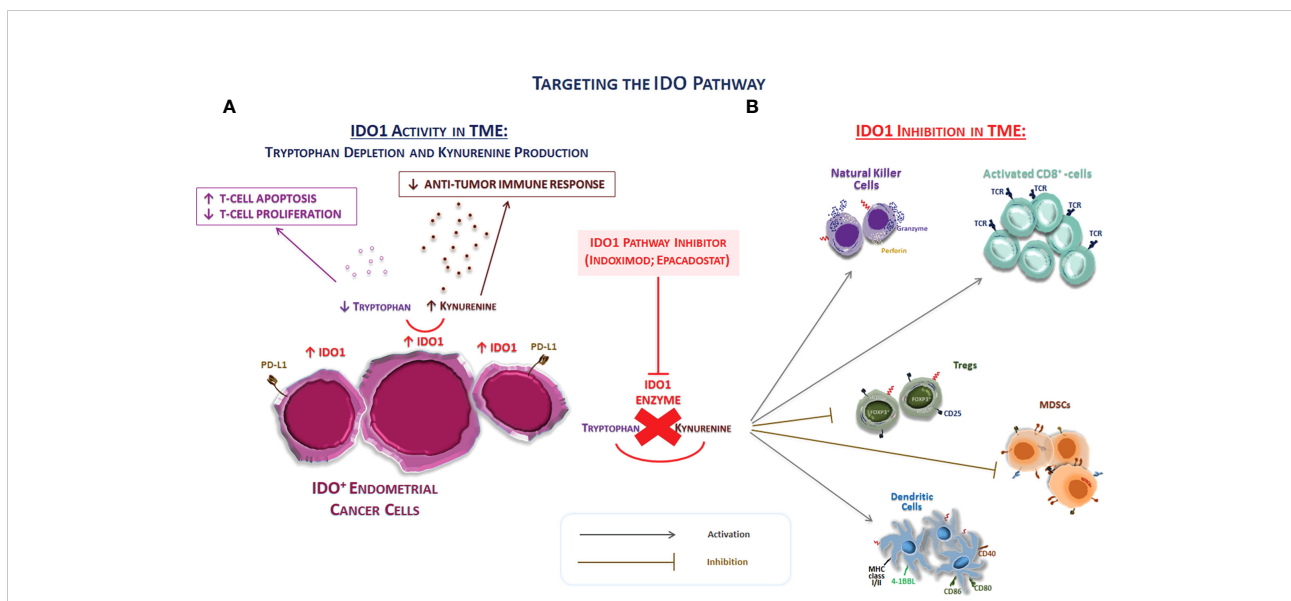 TARGETING THE IDO PATHWAY
A
IDO1 ACTIVITY IN TME:
TRYPTOPHAN DEPLETION AND KYNURENINE PRODUCTION
↑ T-CELL APOPTOSIS
↓ T-CELL PROLIFERATION
↓ ANTI-TUMOR IMMUNE RESPONSE
↓ TRYPTOPHAN
↑ KYNURENINE
↑ IDO1
↑ IDO1
↑ IDO1
PD-L1
PD-L1
IDO+ ENDOMETRIAL
CANCER CELLS
IDO1 PATHWAY INHIBITOR
(INDOXIMOD; EPACADOSTAT)
IDO1
ENZYME
TRYPTOPHAN
KYNURENINE
B
IDO1 INHIBITION IN TME:
Natural Killer
Cells
Granzyme
Perforin
Activated CD8+-cells
TCR
TCR
TCR
TCR
TCR
Tregs
FOXP3+
FOXP3+
CD25
MDSCs
Dendritic
Cells
CD40
MHC
class
I/II
4-1BBL
CD86
CD80
Activation
Inhibition